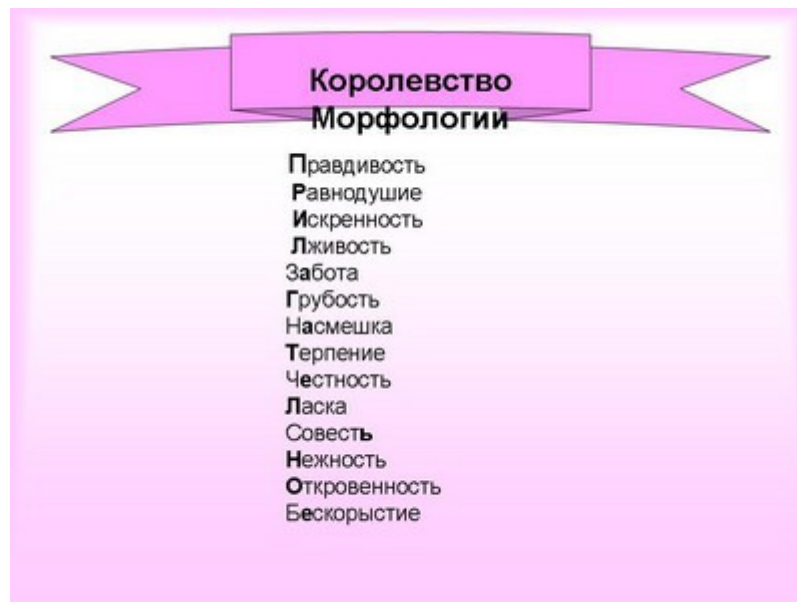 Королевство
Морфологии
Правдивость
Равнодушие
Искренность
Лживость
Забота
Грубость
Насмешка
Терпение
Честность
Ласка
Совесть
Нежность
Откровенность
Бескорыстие